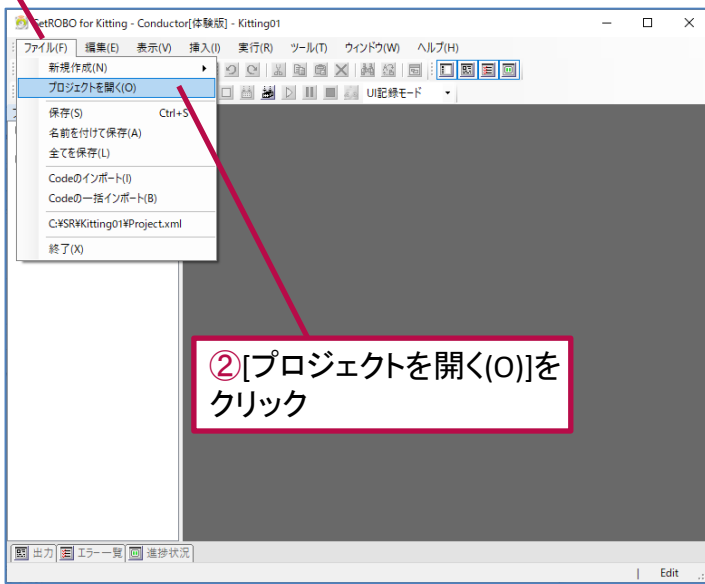 SetROBO for Kitting - Conductor[体験版] - Kitting01
ファイル(F) 編集(E) 表示(V) 挿入(I) 実行(R) ツール(T) ウィンドウ(W) ヘルプ(H)
新規作成(N)
プロジェクトを開く(O)
UI記録モード
保存(S) Ctrl+S
名前を付けて保存(A)
全てを保存(L)
Codeのインポート(I)
Codeの一括インポート(B)
C:¥SR¥Kitting01¥Project.xml
終了(X)
②[プロジェクトを開く(O)]を
クリック
出力 エラー一覧 進捗状況
Edit